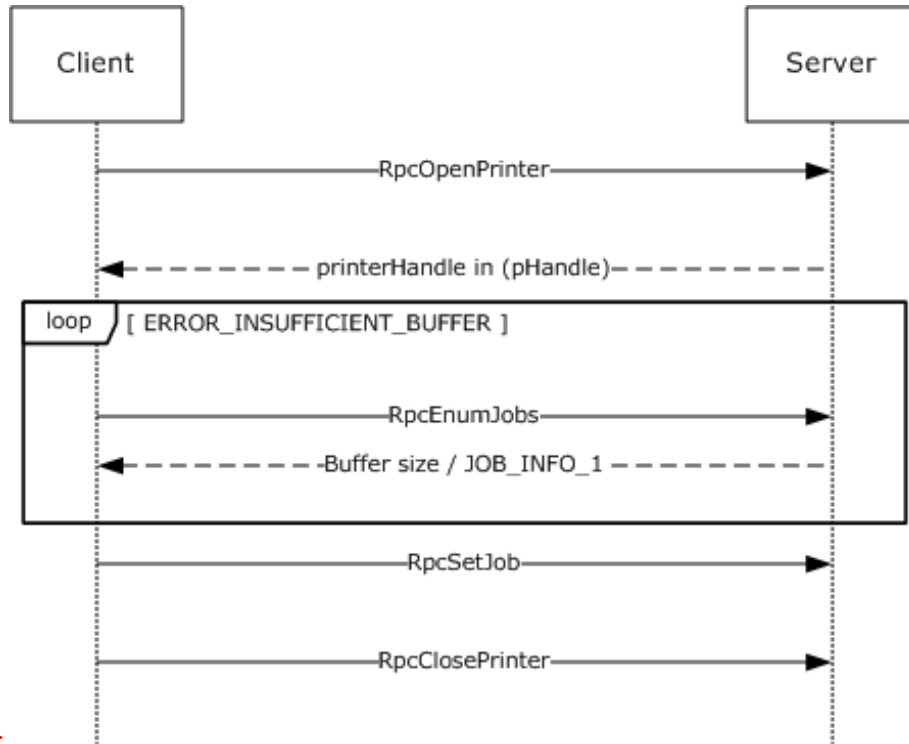 Client
Server
RpcOpenPrinter
printerHandle in (pHandle)
loop
[ ERROR_INSUFFICIENT_BUFFER ]
RpcEnumJobs
Buffer size / JOB_INFO_1
RpcSetJob
RpcClosePrinter